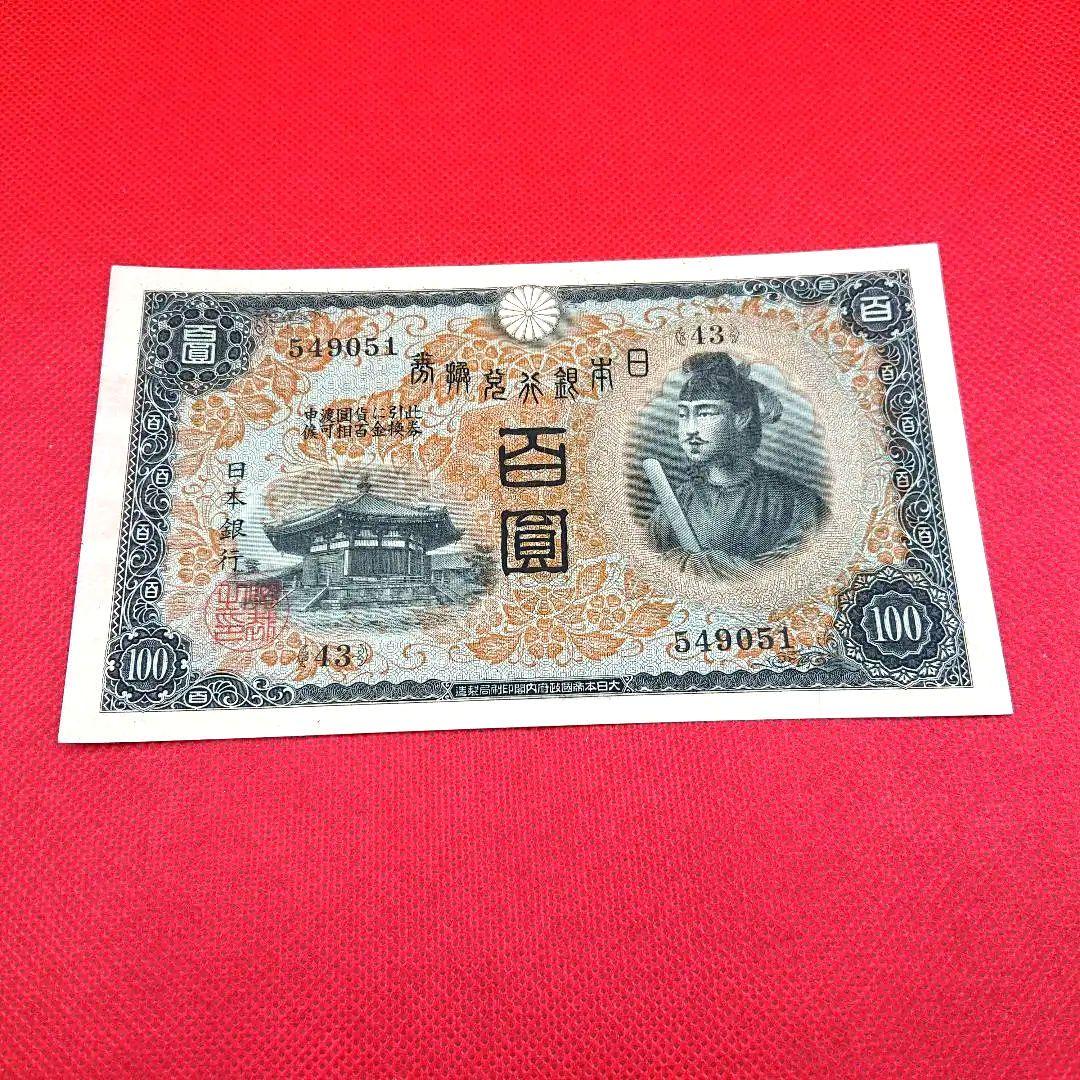 百圓
549051
{43}
百
日本銀行兌換券
此券引換に金貨百圓相渡可申候
百圓
日本銀行
{43}
549051
100
100
大日本帝國政府内閣印刷局製造